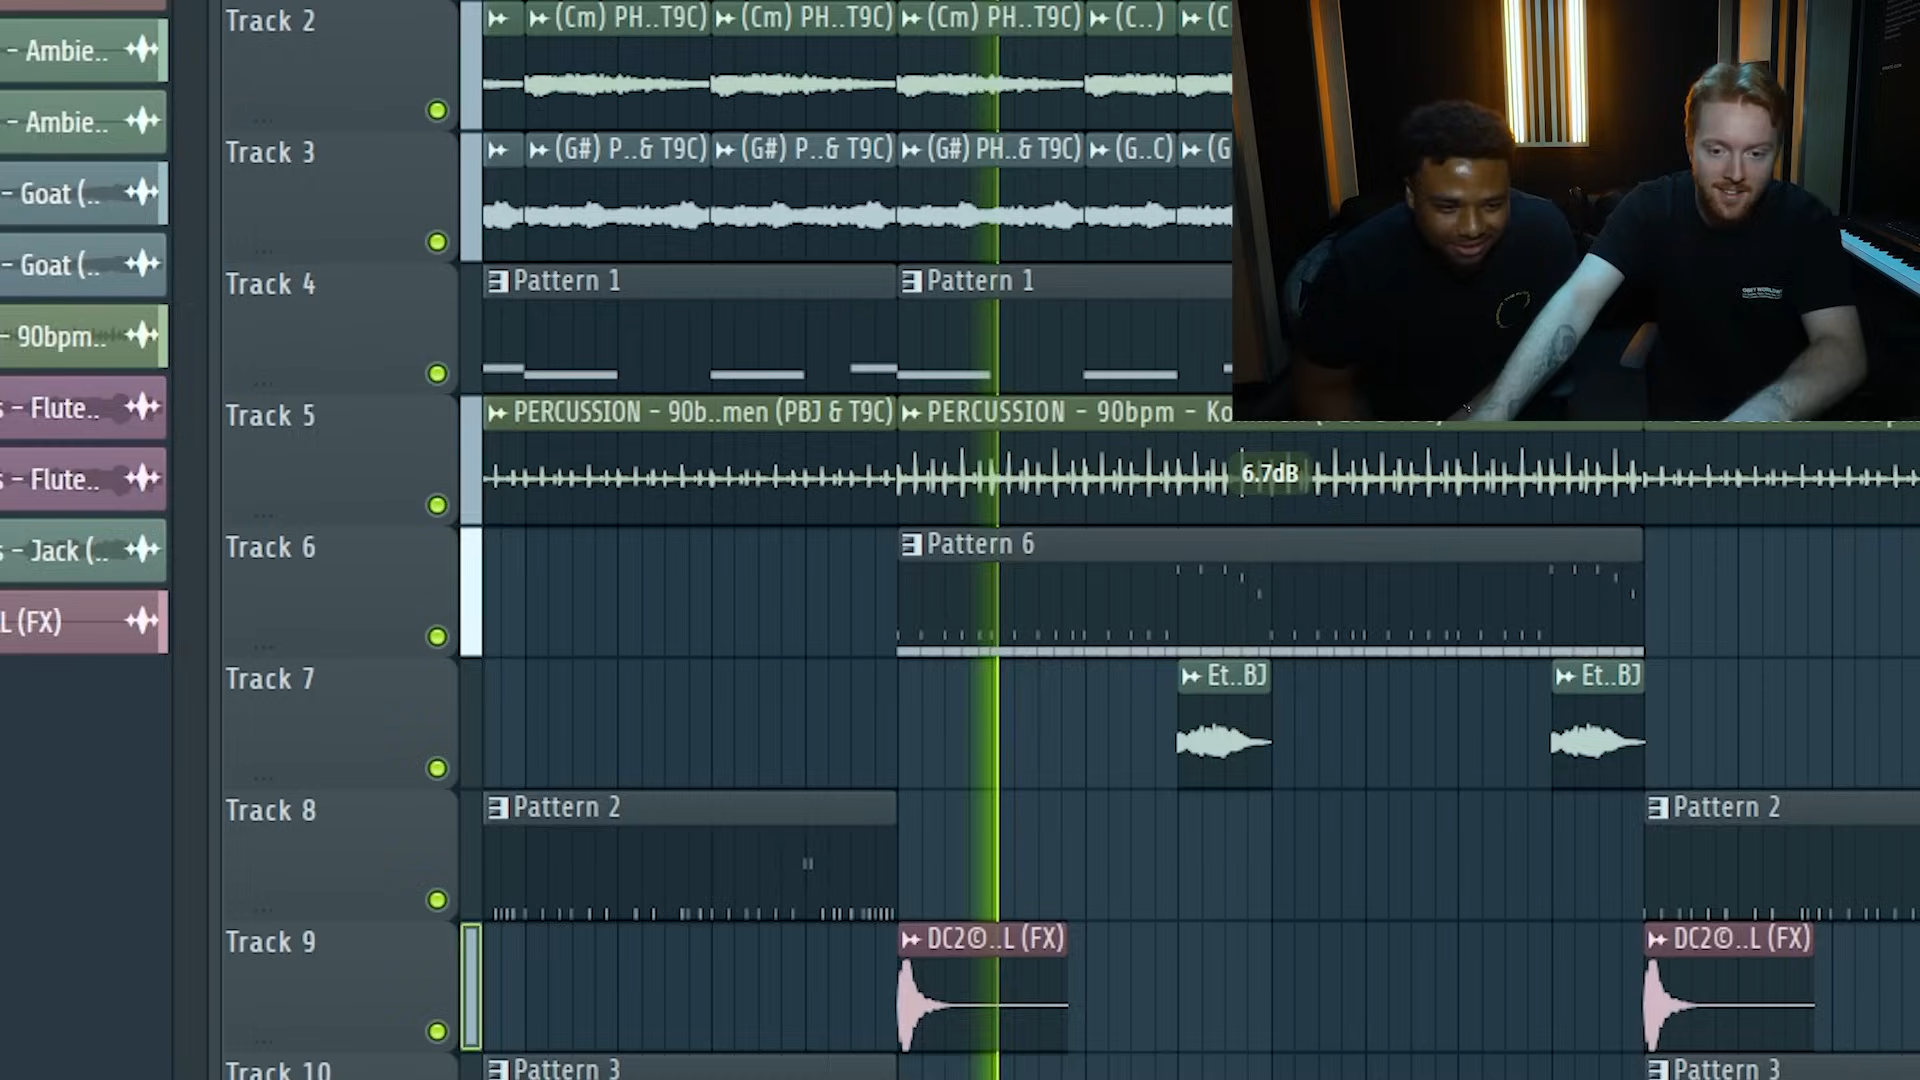 Track 2
(Cm) PH..T9C)
(Cm) PH..T9C)
(Cm) PH..T9C)
(C..)
(C
- Ambie..
- Ambie..
Track 3
(G#) P..& T9C)
(G#) P..& T9C)
(G#) PH..& T9C)
(G..C)
(G
- Goat (..
- Goat (..
Track 4
Pattern 1
Pattern 1
- 90bpm..
Track 5
PERCUSSION - 90b..men (PBJ & T9C)
PERCUSSION - 90bpm - Ko
6.7dB
s - Flute..
s - Flute..
Track 6
Pattern 6
s - Jack (..
L (FX)
Track 7
Et..BJ
Et..BJ
Track 8
Pattern 2
Pattern 2
Track 9
DC2©..L (FX)
DC2©..L (FX)
Track 10
Pattern 3
Pattern 3